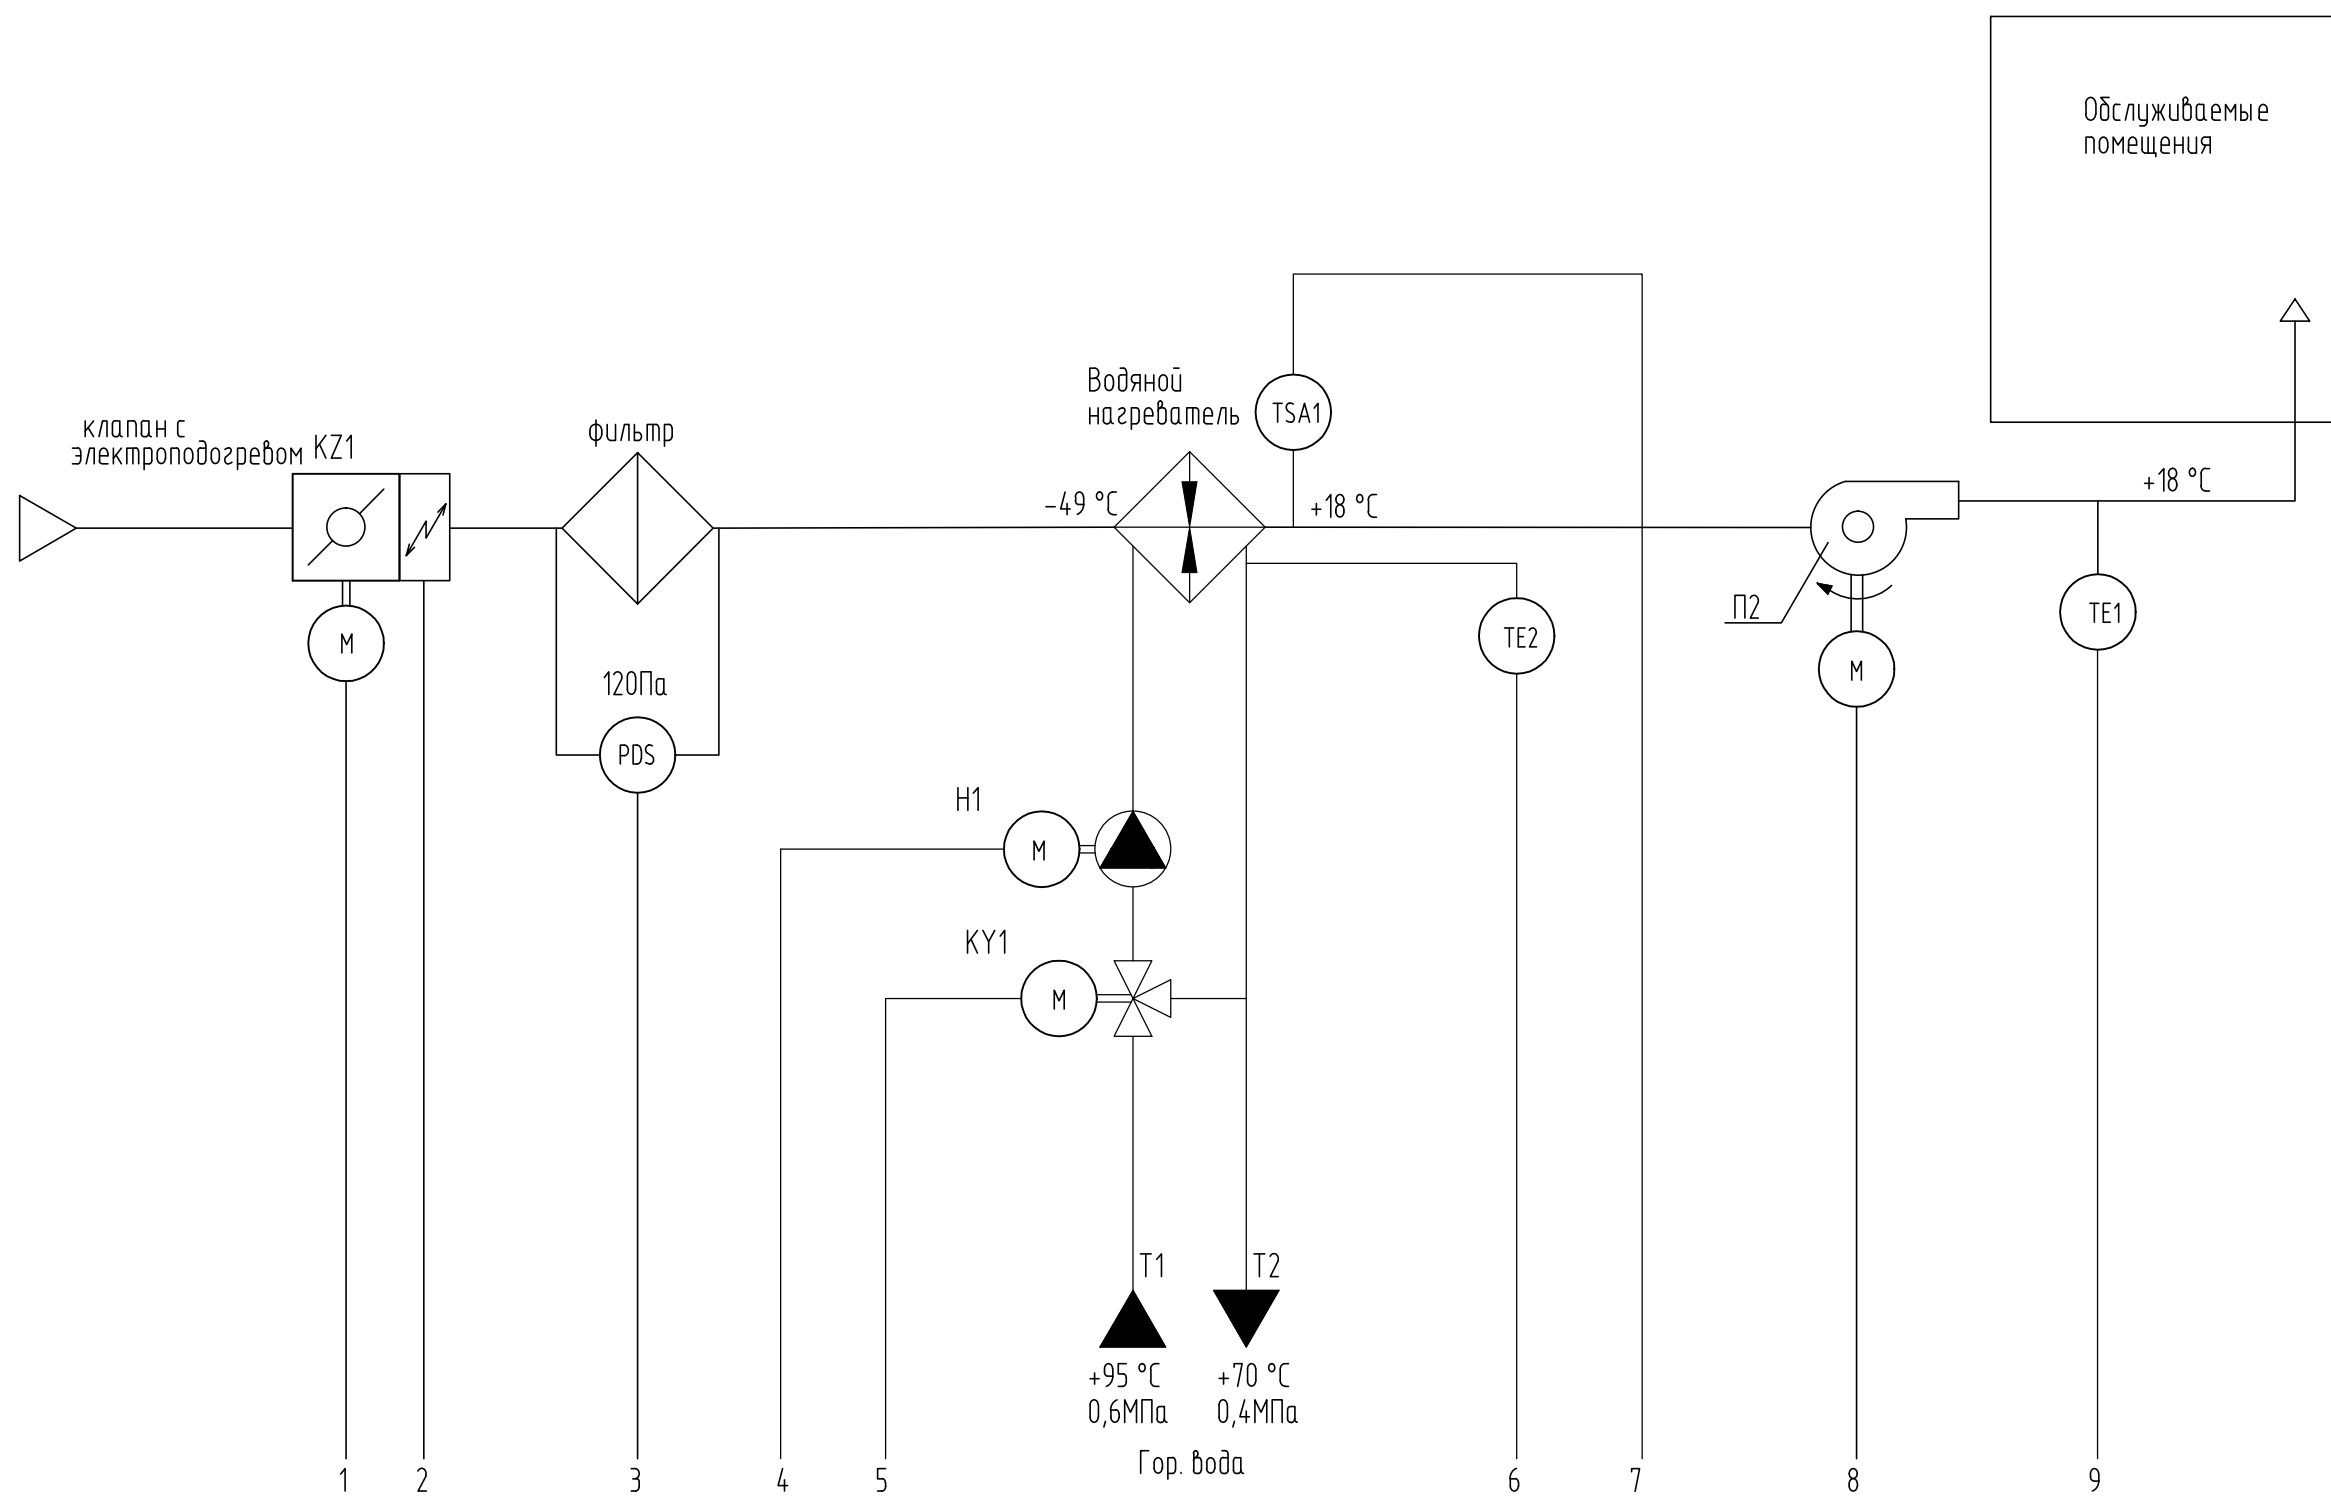 Обслуживаемые
помещения
Водяной
нагреватель
TSA1
клапан с
электроподогревом
KZ1
фильтр
-49 °C
+18 °C
+18 °C
П2
TE1
TE2
M
M
120Па
PDS
H1
M
KY1
M
T1
T2
+95 °C
0,6МПа
+70 °C
0,4МПа
Гор. вода
1
2
3
4
5
6
7
8
9